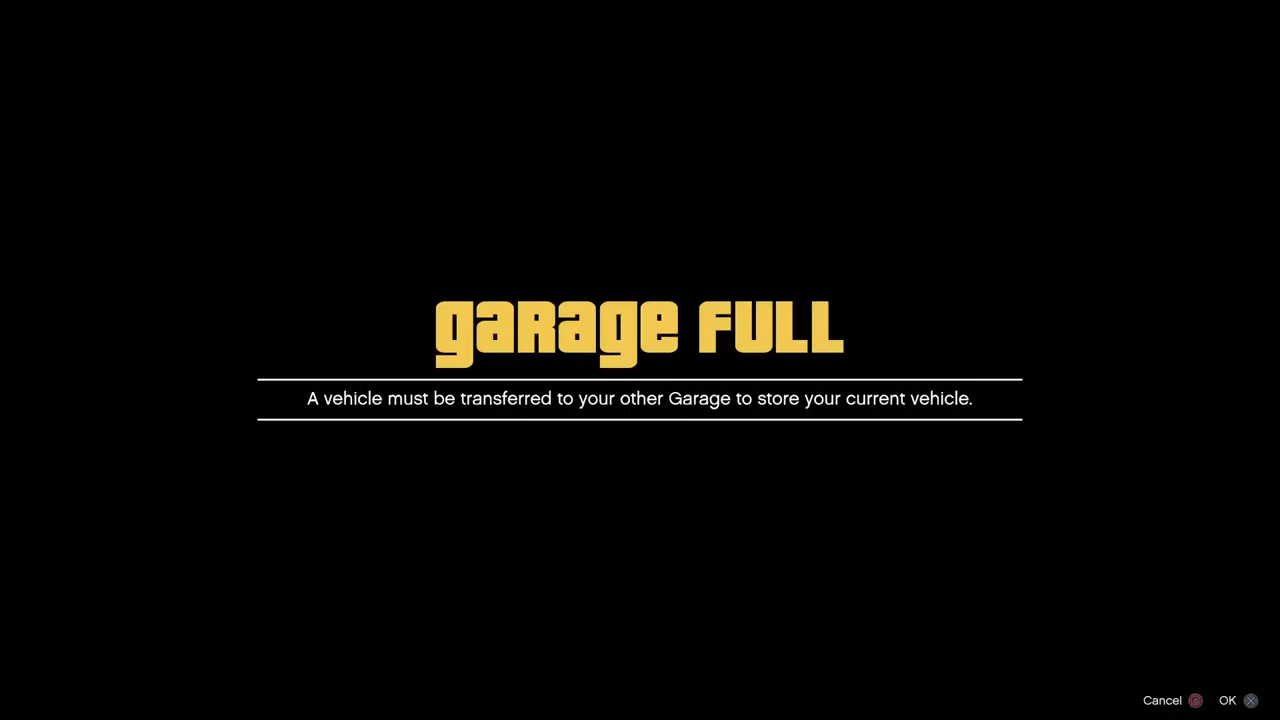 garage FULL
A vehicle must be transferred to your other Garage to store your current vehicle.
Cancel OK